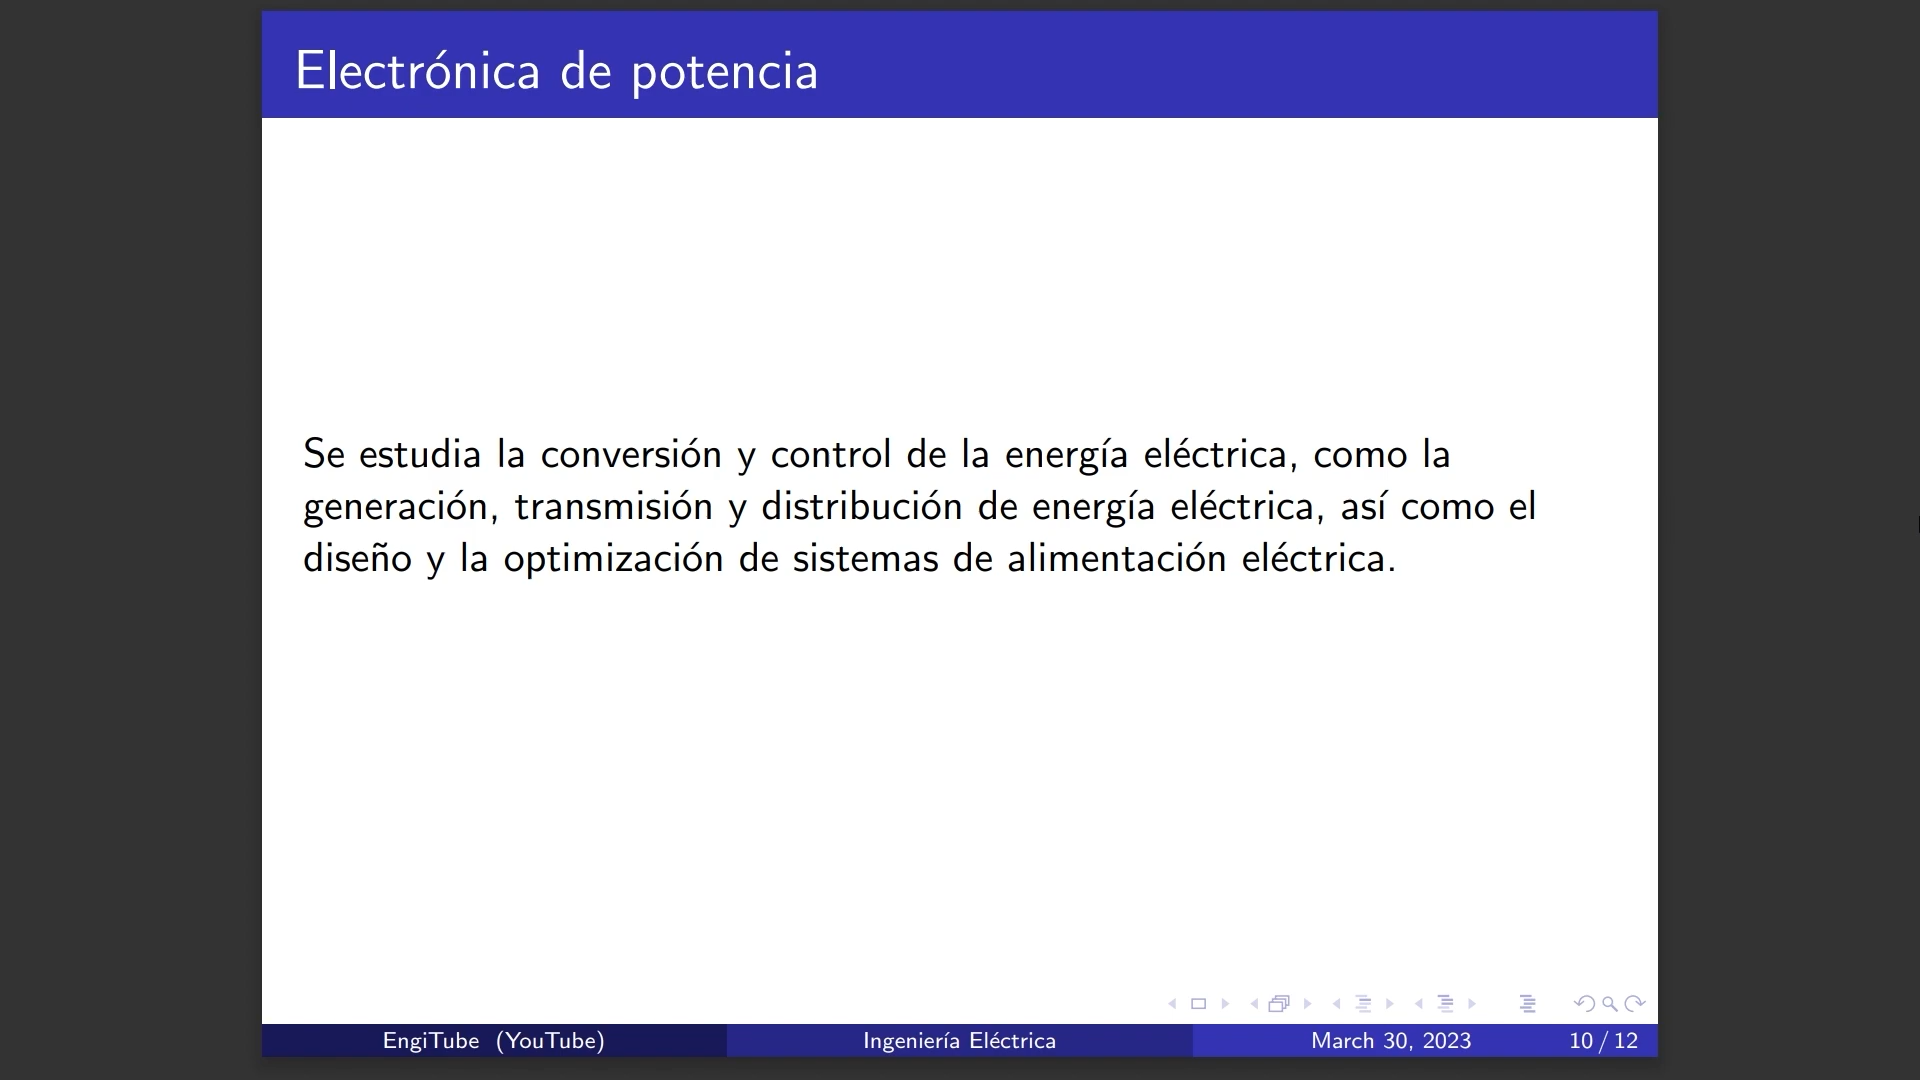 Electrónica de potencia
Se estudia la conversión y control de la energía eléctrica, como la
generación, transmisión y distribución de energía eléctrica, así como el
diseño y la optimización de sistemas de alimentación eléctrica.
EngiTube (YouTube) Ingeniería Eléctrica March 30, 2023 10 / 12